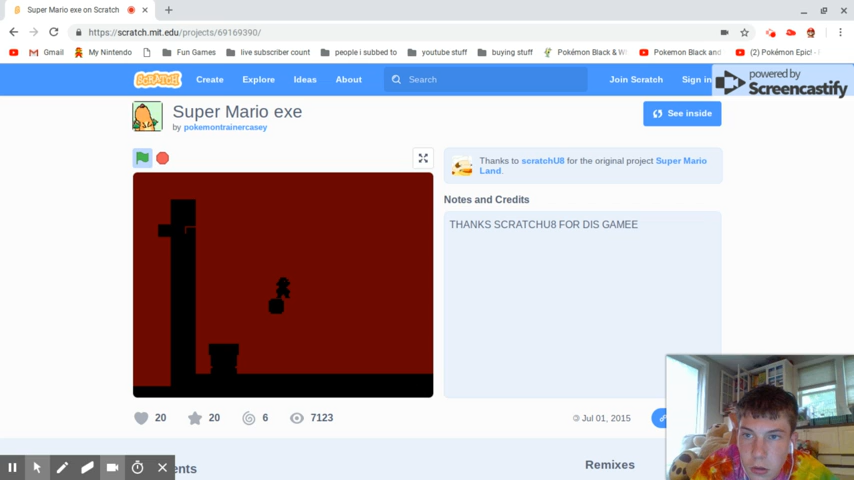 Super Mario exe on Scratch
https://scratch.mit.edu/projects/69169390/
Gmail
My Nintendo
Fun Games
live subscriber count
people i subbed to
youtube stuff
buying stuff
Pokémon Black & W
Pokemon Black and
(2) Pokémon Epic!
SCRATCH
Create
Explore
Ideas
About
Search
Join Scratch
Sign in
powered by
Screencastify
Super Mario exe
by pokemontrainercasey
See inside
Thanks to scratchU8 for the original project Super Mario
Land.
Notes and Credits
THANKS SCRATCHU8 FOR DIS GAMEE
20
20
6
7123
© Jul 01, 2015
ents
Remixes